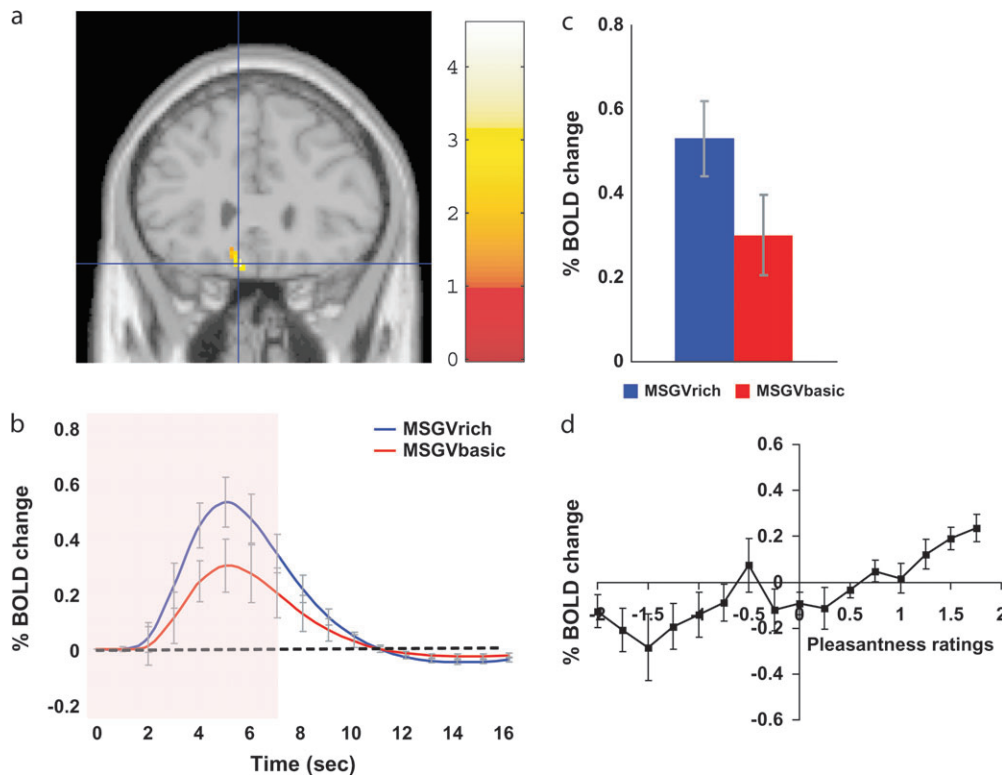 a
4
3
2
1
0
c
% BOLD change
0.8
0.6
0.4
0.2
0
MSGVrich MSGVbasic
b
% BOLD change
0.8
0.6
0.4
0.2
0
-0.2
MSGVrich
MSGVbasic
0 2 4 6 8 10 12 14 16
Time (sec)
d
% BOLD change
0.6
0.4
0.2
0
-0.2
-0.4
-0.6
-2 -1.5 -1 -0.5 0 0.5 1 1.5 2
Pleasantness ratings